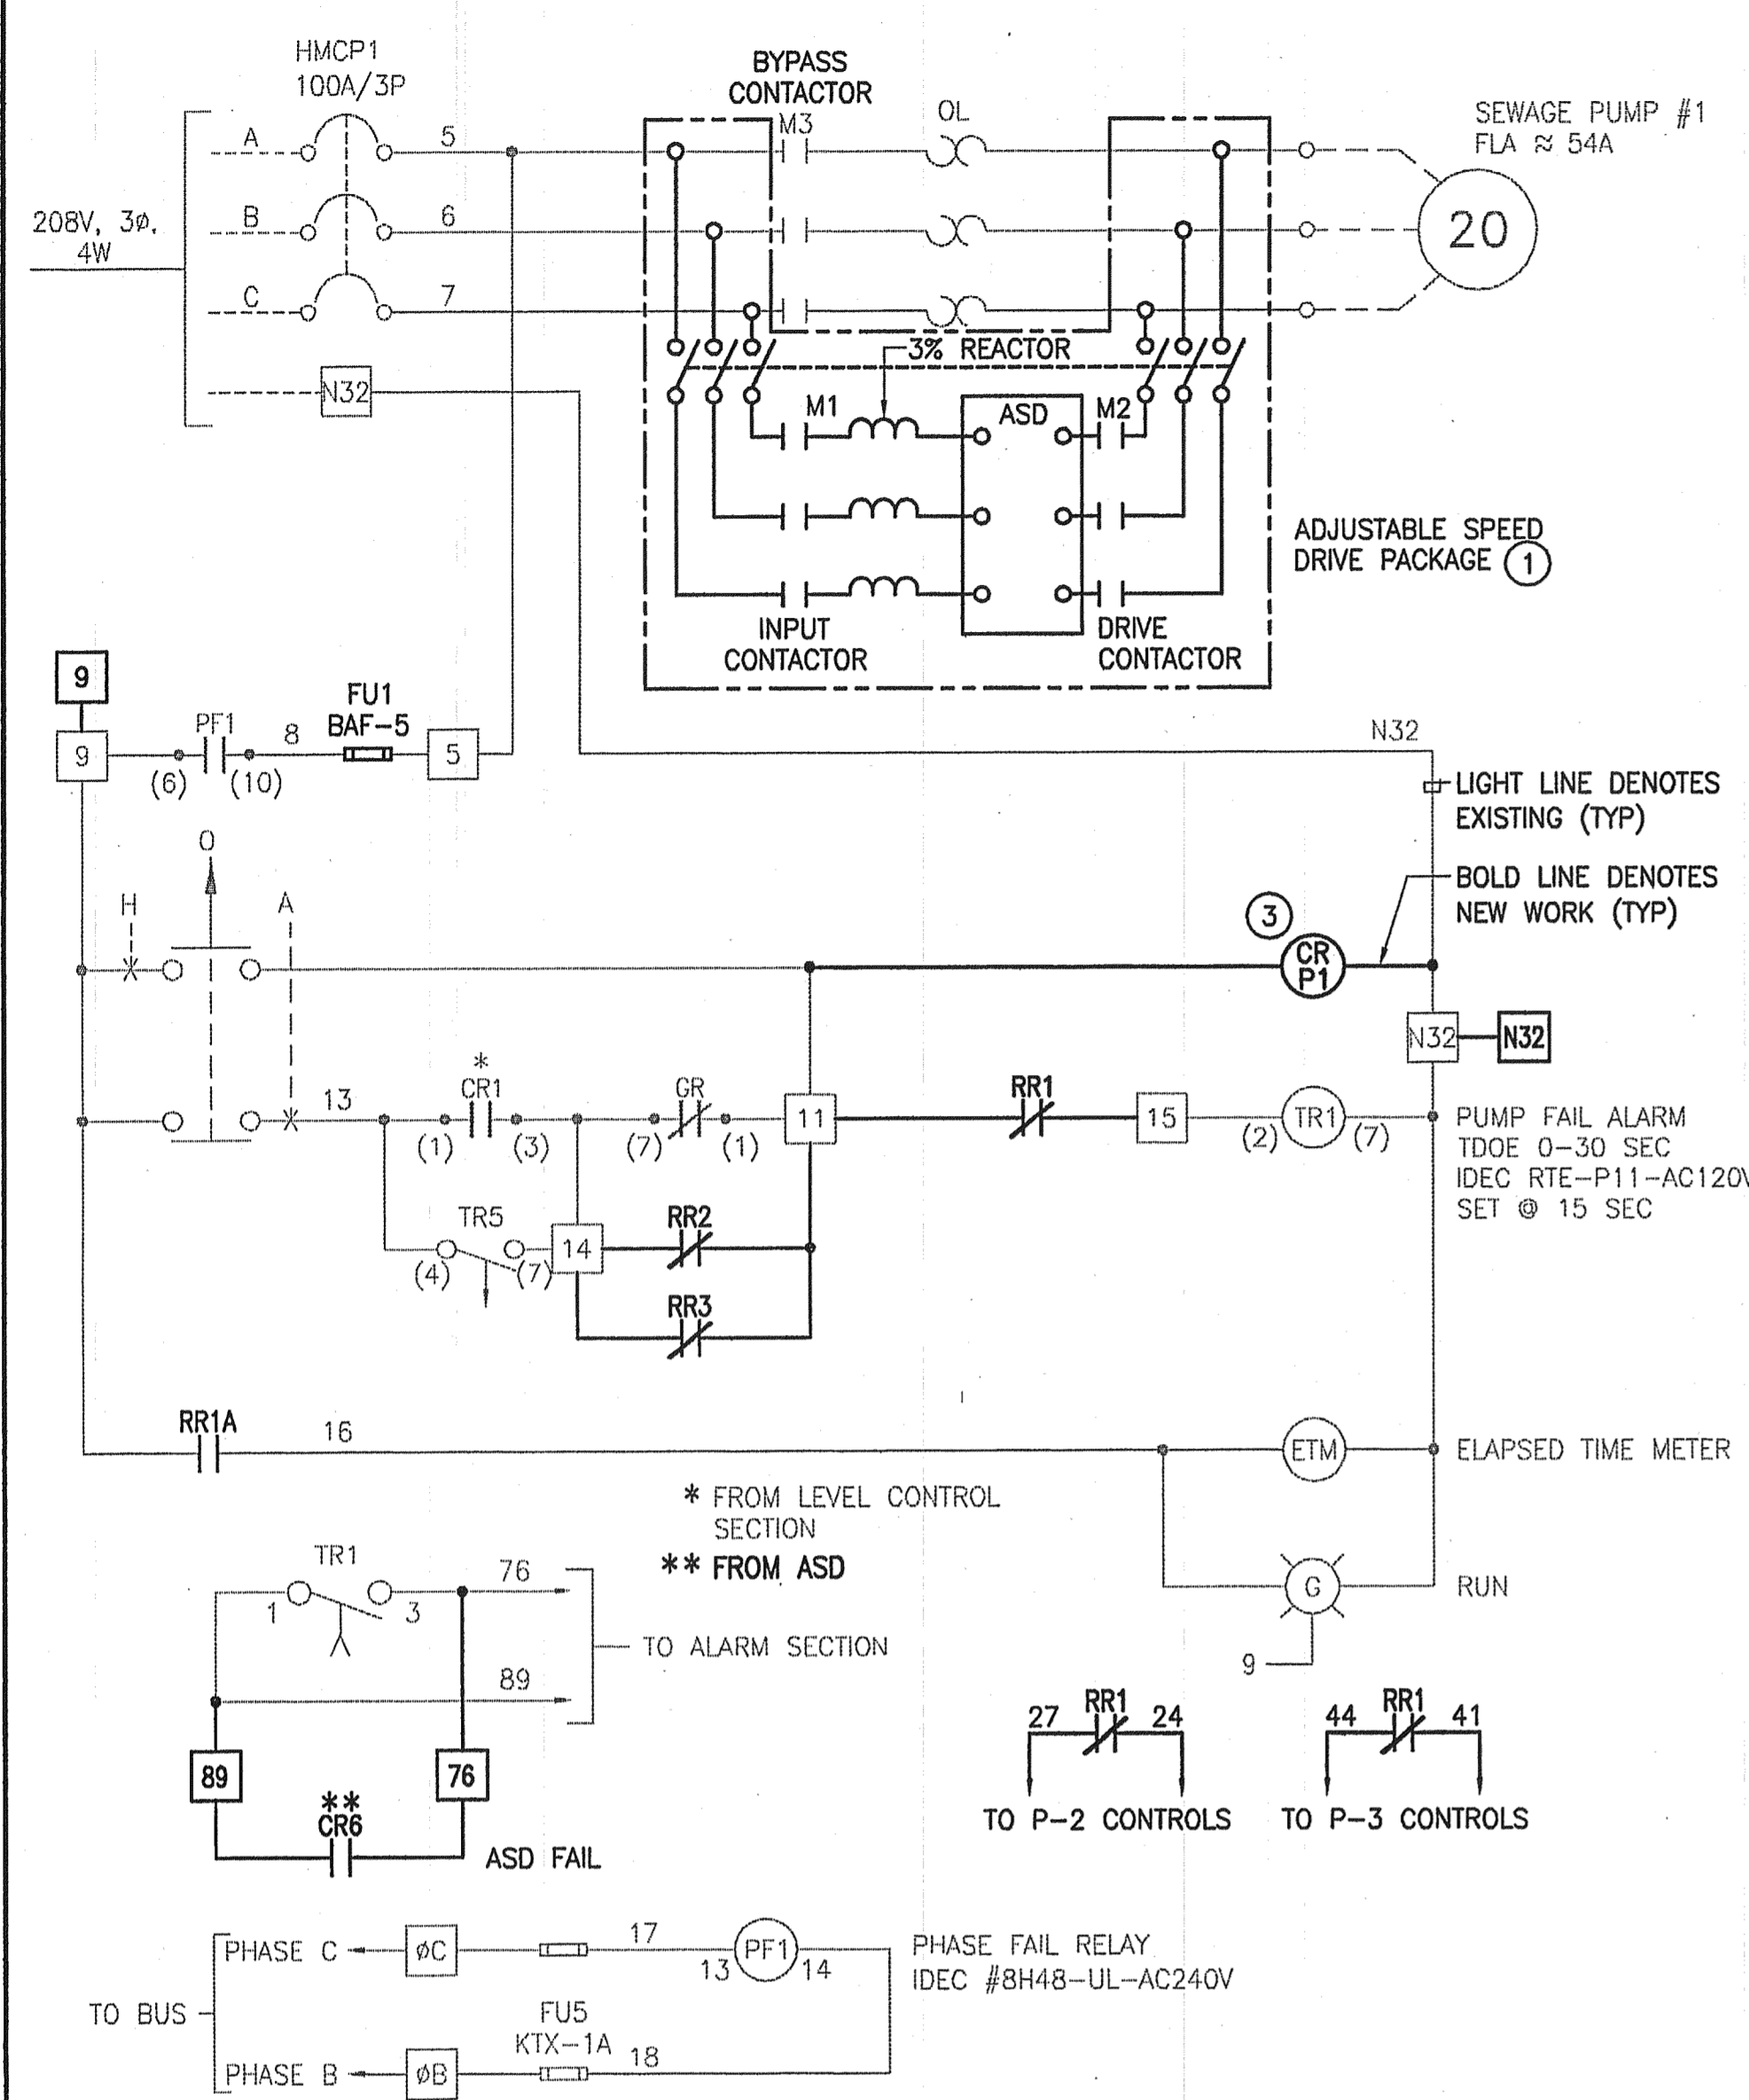 HMCP1
100A/3P
BYPASS
CONTACTOR
M3
OL
SEWAGE PUMP #1
FLA ≈ 54A
A
5
B
6
C
7
20
208V, 3ø,
4W
N32
3% REACTOR
M1
ASD
M2
ADJUSTABLE SPEED
DRIVE PACKAGE 1
INPUT
CONTACTOR
DRIVE
CONTACTOR
9
FU1
BAF-5
PF1
8
9
5
(6)
(10)
N32
LIGHT LINE DENOTES
EXISTING (TYP)
O
H
A
BOLD LINE DENOTES
NEW WORK (TYP)
3
CR
P1
N32
N32
*
CR1
GR
RR1
13
11
15
TR1
(1)
(3)
(7)
(1)
(2)
(7)
PUMP FAIL ALARM
TDOE 0-30 SEC
IDEC RTE-P11-AC120V
SET @ 15 SEC
TR5
14
RR2
(4)
(7)
RR3
RR1A
16
ETM
ELAPSED TIME METER
* FROM LEVEL CONTROL
SECTION
** FROM ASD
TR1
1
3
76
G
RUN
TO ALARM SECTION
89
9
27
RR1
24
44
RR1
41
89
76
TO P-2 CONTROLS
TO P-3 CONTROLS
**
CR6
ASD FAIL
PHASE C
øC
17
13
PF1
14
PHASE FAIL RELAY
IDEC #8H48-UL-AC240V
TO BUS
FU5
KTX-1A
PHASE B
øB
18